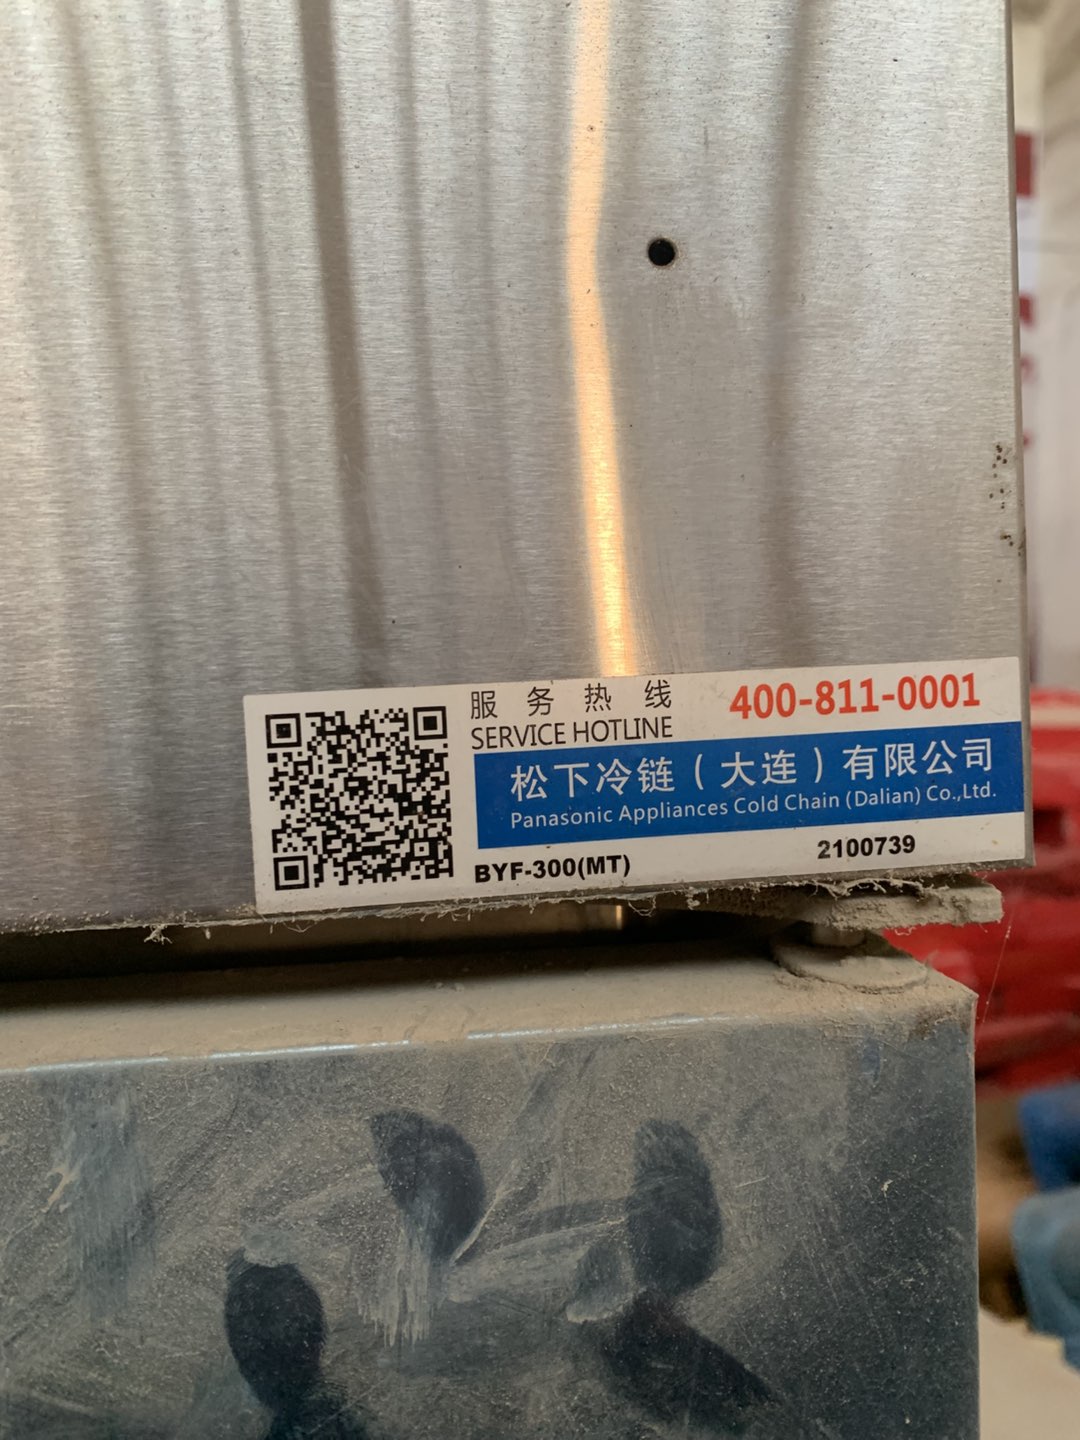 服务热线 400-811-0001
SERVICE HOTLINE
松下冷链（大连）有限公司
Panasonic Appliances Cold Chain (Dalian) Co.,Ltd.
BYF-300(MT) 2100739